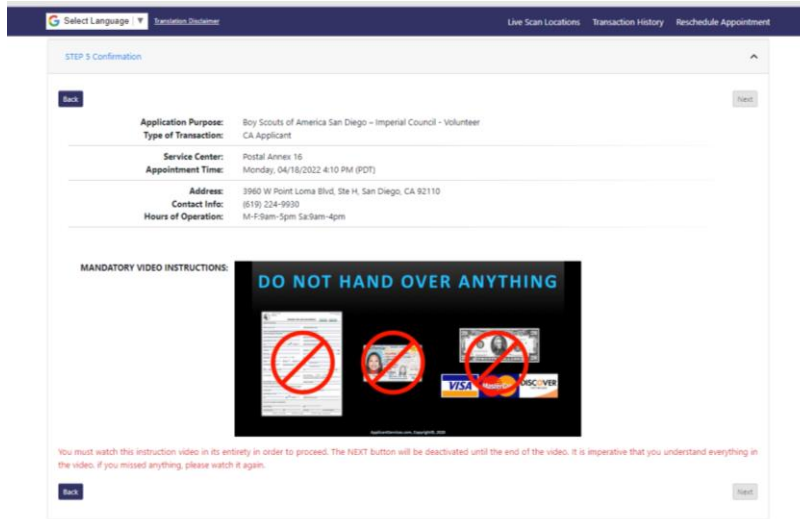 Select Language ▼ Translation Disclaimer Live Scan Locations Transaction History Reschedule Appointment
STEP 5 Confirmation
Back Next
Application Purpose: Boy Scouts of America San Diego – Imperial Council - Volunteer
Type of Transaction: CA Applicant
Service Center: Postal Annex 16
Appointment Time: Monday, 04/18/2022 4:10 PM (PDT)
Address: 3960 W Point Loma Blvd, Ste H, San Diego, CA 92110
Contact Info: (619) 224-9930
Hours of Operation: M-F:9am-5pm Sa:9am-4pm
MANDATORY VIDEO INSTRUCTIONS:
DO NOT HAND OVER ANYTHING
VISA MasterCard DISCOVER
ApplicantServices.com, Copyright©, 2020
You must watch this instruction video in its entirety in order to proceed. The NEXT button will be deactivated until the end of the video. It is imperative that you understand everything in
the video. if you missed anything, please watch it again.
Back Next